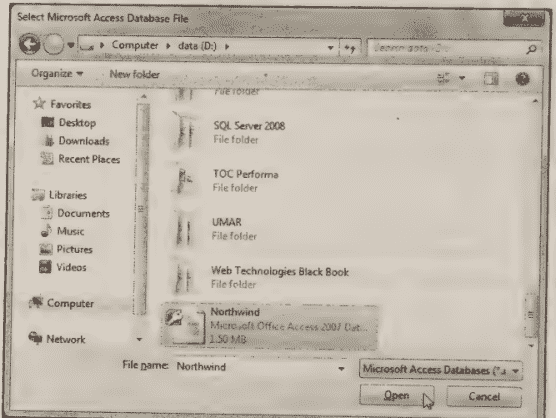 Select Microsoft Access Database File
Computer ▸ data (D:) ▸
Search data (D:)
Organize ▾ New folder
File folder
Favorites
Desktop
Downloads
Recent Places
Libraries
Documents
Music
Pictures
Videos
Computer
Network
SQL Server 2008
File folder
TOC Performa
File folder
UMAR
File folder
Web Technologies Black Book
File folder
Northwind
Microsoft Office Access 2007 Dat...
1.50 MB
File name: Northwind
Microsoft Access Databases (*.a
Open
Cancel